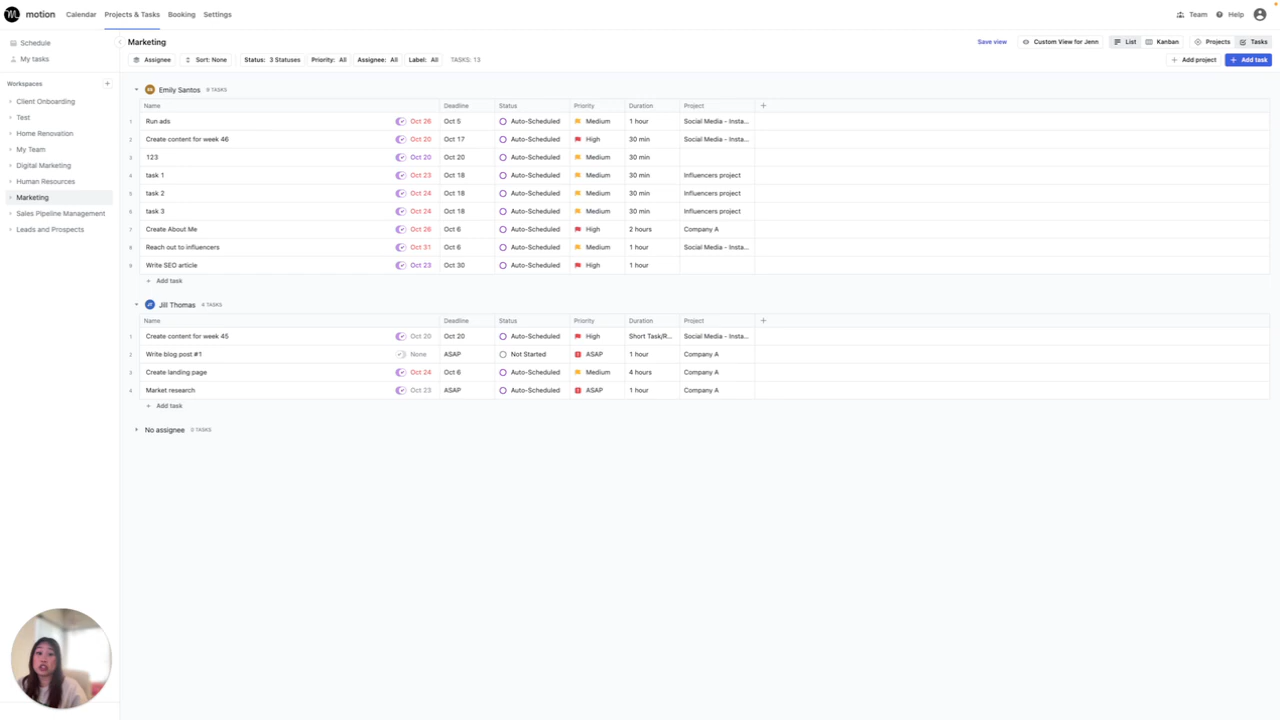 motion Calendar Projects & Tasks Booking Settings Team Help
Schedule
My tasks
Workspaces +
Client Onboarding
Test
Home Renovation
My Team
Digital Marketing
Human Resources
Marketing
Sales Pipeline Management
Leads and Prospects
Marketing Save view Custom View for Jenn List Kanban Projects Tasks
Assignee Sort: None Status: 3 Statuses Priority: All Assignee: All Label: All TASKS: 13 + Add project + Add task
ES Emily Santos 9 TASKS
Name Deadline Status Priority Duration Project +
1 Run ads Oct 26 Oct 5 Auto-Scheduled Medium 1 hour Social Media - Insta...
2 Create content for week 46 Oct 20 Oct 17 Auto-Scheduled High 30 min Social Media - Insta...
3 123 Oct 20 Oct 20 Auto-Scheduled Medium 30 min
4 task 1 Oct 23 Oct 18 Auto-Scheduled Medium 30 min Influencers project
5 task 2 Oct 24 Oct 18 Auto-Scheduled Medium 30 min Influencers project
6 task 3 Oct 24 Oct 18 Auto-Scheduled Medium 30 min Influencers project
7 Create About Me Oct 26 Oct 6 Auto-Scheduled High 2 hours Company A
8 Reach out to influencers Oct 31 Oct 6 Auto-Scheduled Medium 1 hour Social Media - Insta...
9 Write SEO article Oct 23 Oct 30 Auto-Scheduled High 1 hour
+ Add task
JT Jill Thomas 4 TASKS
Name Deadline Status Priority Duration Project +
1 Create content for week 45 Oct 20 Oct 20 Auto-Scheduled High Short Task/R... Social Media - Insta...
2 Write blog post #1 None ASAP Not Started ASAP 1 hour Company A
3 Create landing page Oct 24 Oct 6 Auto-Scheduled Medium 4 hours Company A
4 Market research Oct 23 ASAP Auto-Scheduled ASAP 1 hour Company A
+ Add task
No assignee 0 TASKS